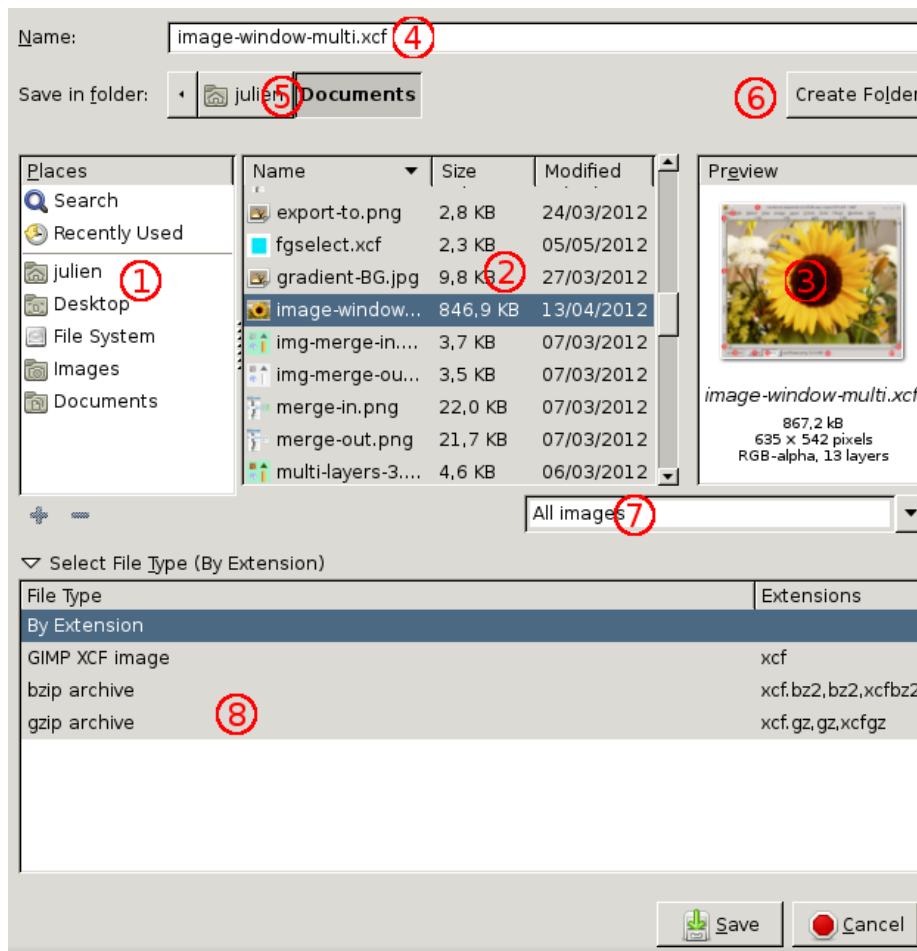 Name: image-window-multi.xcf 4
Save in folder: julien 5 Documents 6 Create Folder
Places
Search
Recently Used
julien 1
Desktop
File System
Images
Documents
Name Size Modified
export-to.png 2,8 KB 24/03/2012
fgselect.xcf 2,3 KB 05/05/2012
gradient-BG.jpg 9,8 KB 2 27/03/2012
image-window... 846,9 KB 13/04/2012
img-merge-in.... 3,7 KB 07/03/2012
img-merge-ou... 3,5 KB 07/03/2012
merge-in.png 22,0 KB 07/03/2012
merge-out.png 21,7 KB 07/03/2012
multi-layers-3.... 4,6 KB 06/03/2012
Preview
3
image-window-multi.xcf
867,2 kB
635 × 542 pixels
RGB-alpha, 13 layers
All images 7
Select File Type (By Extension)
File Type Extensions
By Extension
GIMP XCF image xcf
bzip archive xcf.bz2,bz2,xcfbz2
gzip archive 8 xcf.gz,gz,xcfgz
Save Cancel